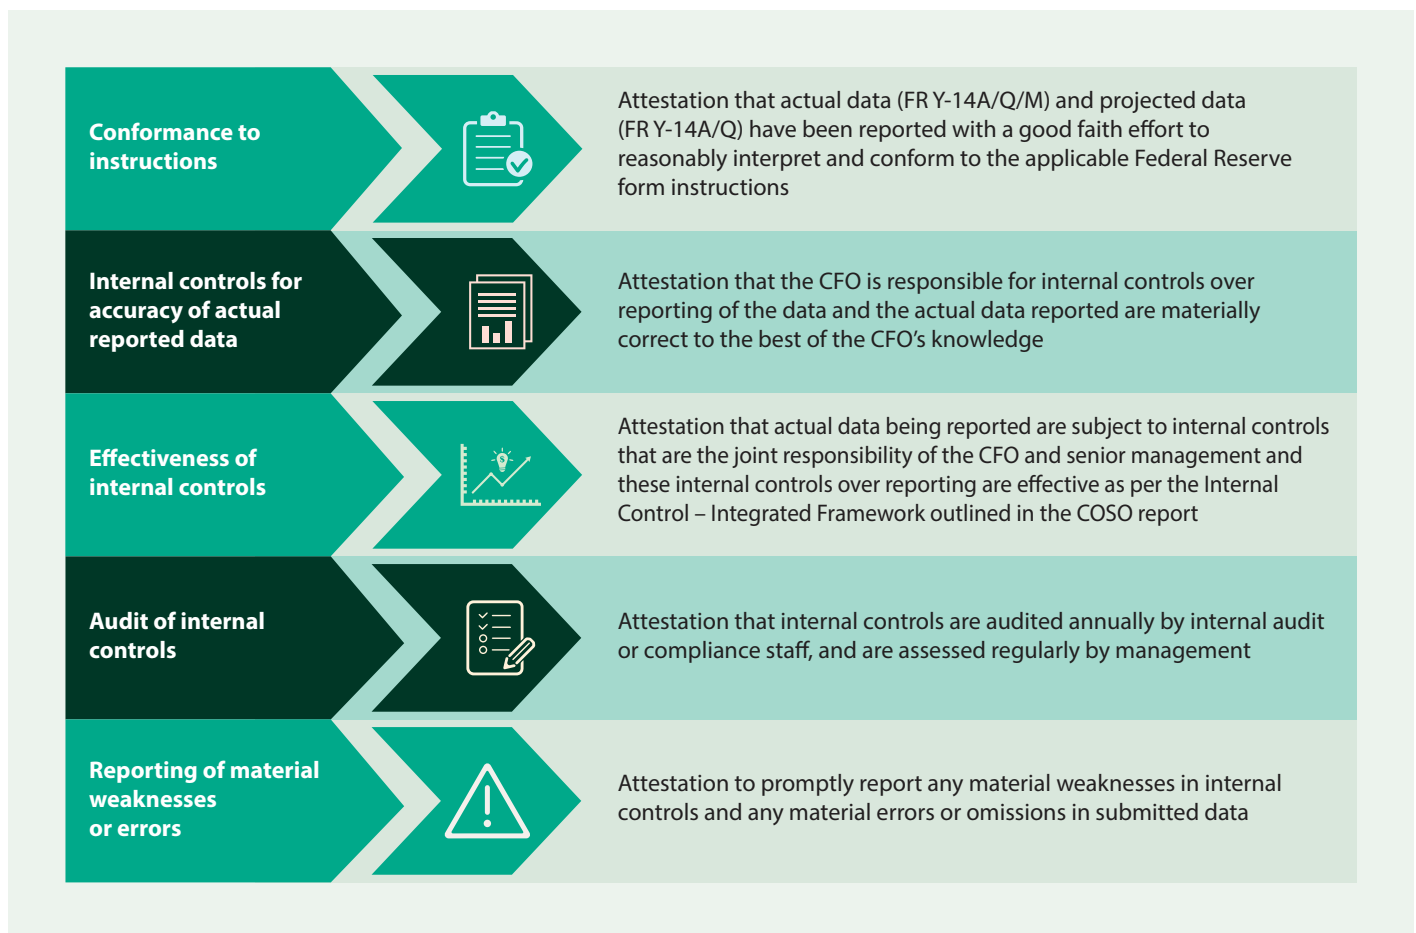 Conformance to
instructions
Attestation that actual data (FR Y-14A/Q/M) and projected data
(FR Y-14A/Q) have been reported with a good faith effort to
reasonably interpret and conform to the applicable Federal Reserve
form instructions
Internal controls for
accuracy of actual
reported data
Attestation that the CFO is responsible for internal controls over
reporting of the data and the actual data reported are materially
correct to the best of the CFO’s knowledge
Effectiveness of
internal controls
$
Attestation that actual data being reported are subject to internal controls
that are the joint responsibility of the CFO and senior management and
these internal controls over reporting are effective as per the Internal
Control – Integrated Framework outlined in the COSO report
Audit of internal
controls
Attestation that internal controls are audited annually by internal audit
or compliance staff, and are assessed regularly by management
Reporting of material
weaknesses
or errors
Attestation to promptly report any material weaknesses in internal
controls and any material errors or omissions in submitted data